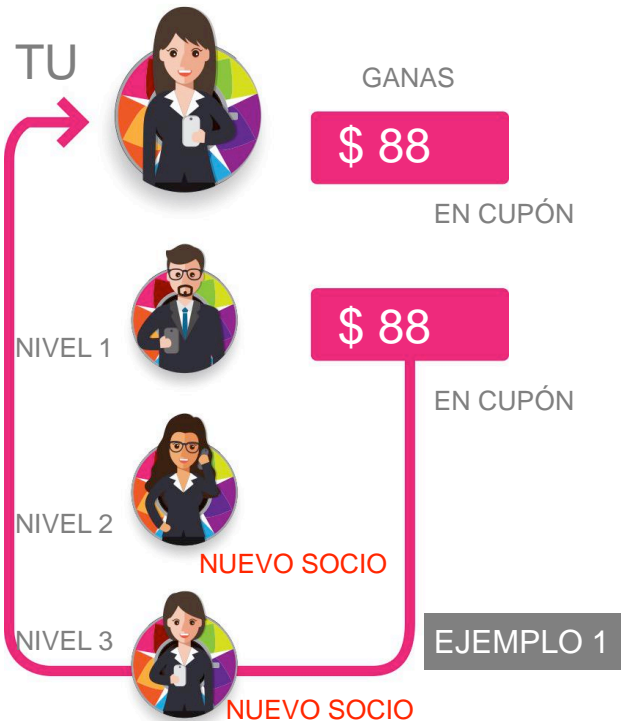 TU
GANAS
$ 88
EN CUPÓN
NIVEL 1
$ 88
EN CUPÓN
NIVEL 2
NUEVO SOCIO
NIVEL 3
EJEMPLO 1
NUEVO SOCIO